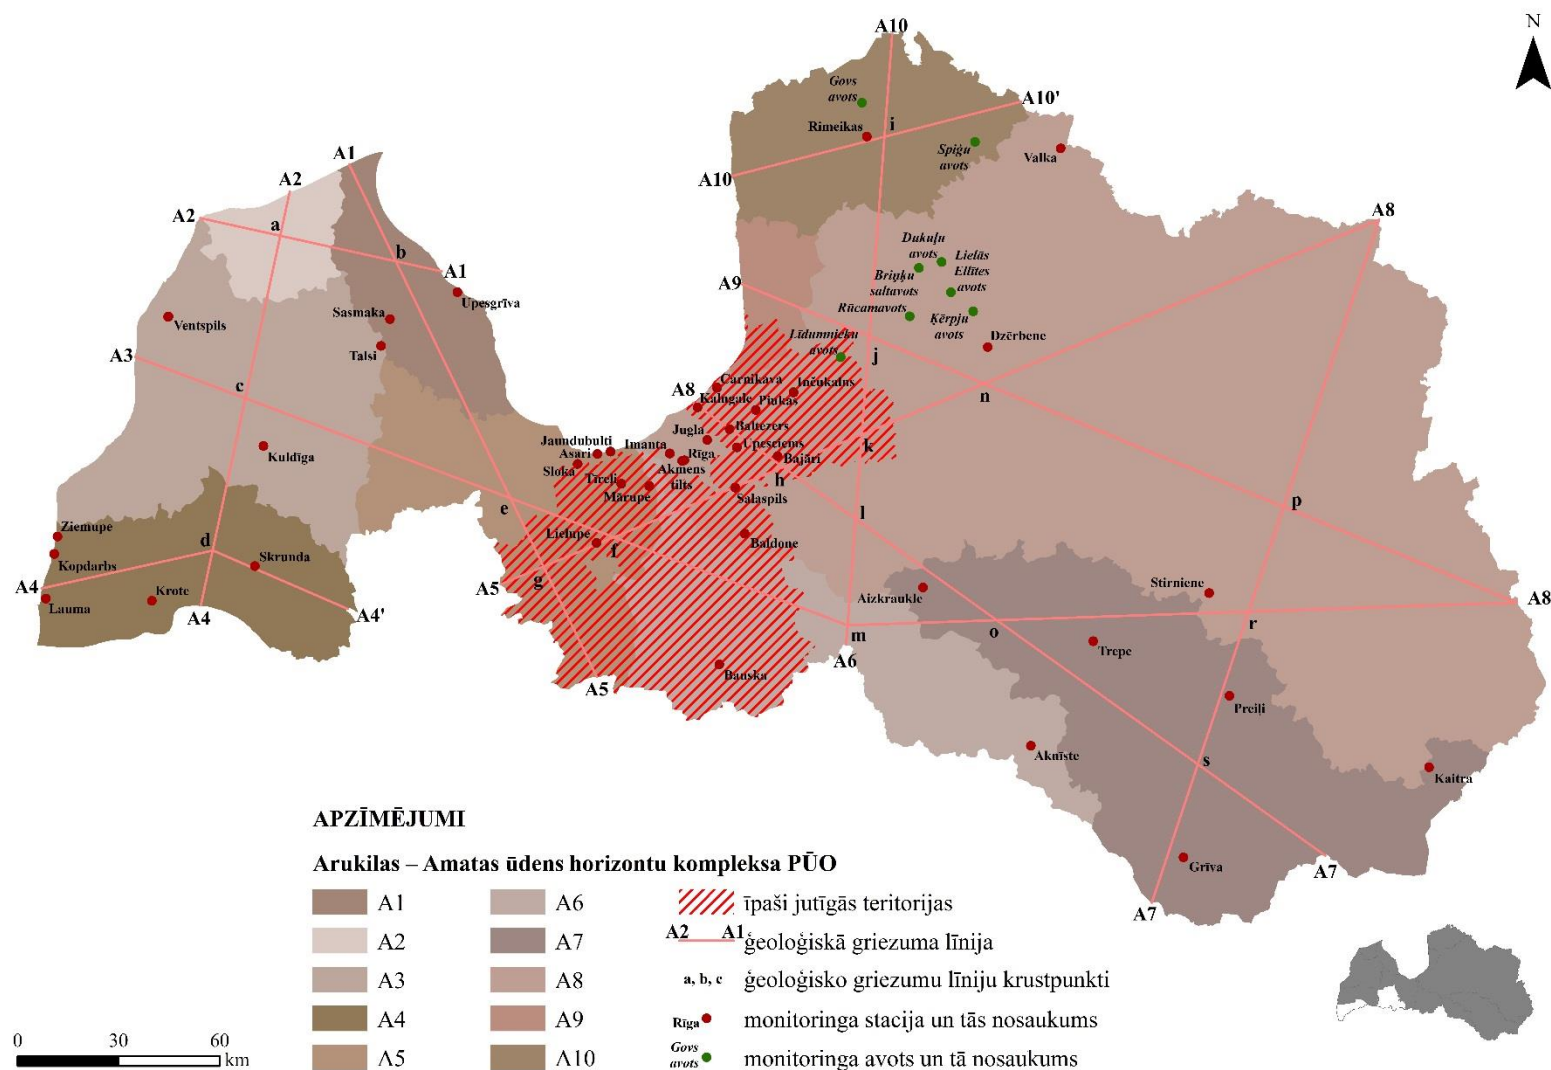 A10
N
Govs
avots
A10'
Rimeikas
i
Spiģu
avots
Valka
A1
A2
A10
A2
A8
a
b
Dukuļu
avots
Lielās
Ellītes
avots
A1
Briņķu
saltavots
A9
Upesgrīva
Rūcamavots
Ķērpju
avots
Ventspils
Sasmaka
Talsi
Līdumnieku
avots
j
Dzērbene
A3
c
A8
Carnikava
Inčukalns
n
Kalngale
Piukas
Baltezers
Jugla
Upesciems
k
Jaundubulti
Imanta
Kuldīga
Asari
Rīga
Bajāri
Sloka
Akmens
tilts
Tīreļi
h
Mārupe
Salaspils
e
l
p
Ziemupe
Lielupe
Baldone
d
f
Kopdarbs
Skrunda
g
A4
A5
Aizkraukle
Stirniene
A8
Lauma
Krote
A4
A4'
m
o
r
A6
Trepe
Bauska
A5
Preiļi
Aknīste
s
Kaitra
APZĪMĒJUMI
Grīva
A7
A7
Arukilas – Amatas ūdens horizontu kompleksa PŪO
A1
A6
īpaši jutīgās teritorijas
A2
A7
A2 A1 ģeoloģiskā griezuma līnija
A3
A8
a, b, c ģeoloģisko griezumu līniju krustpunkti
A4
A9
Rīga monitoringa stacija un tās nosaukums
A5
A10
Govs
avots
monitoringa avots un tā nosaukums
0 30 60
km